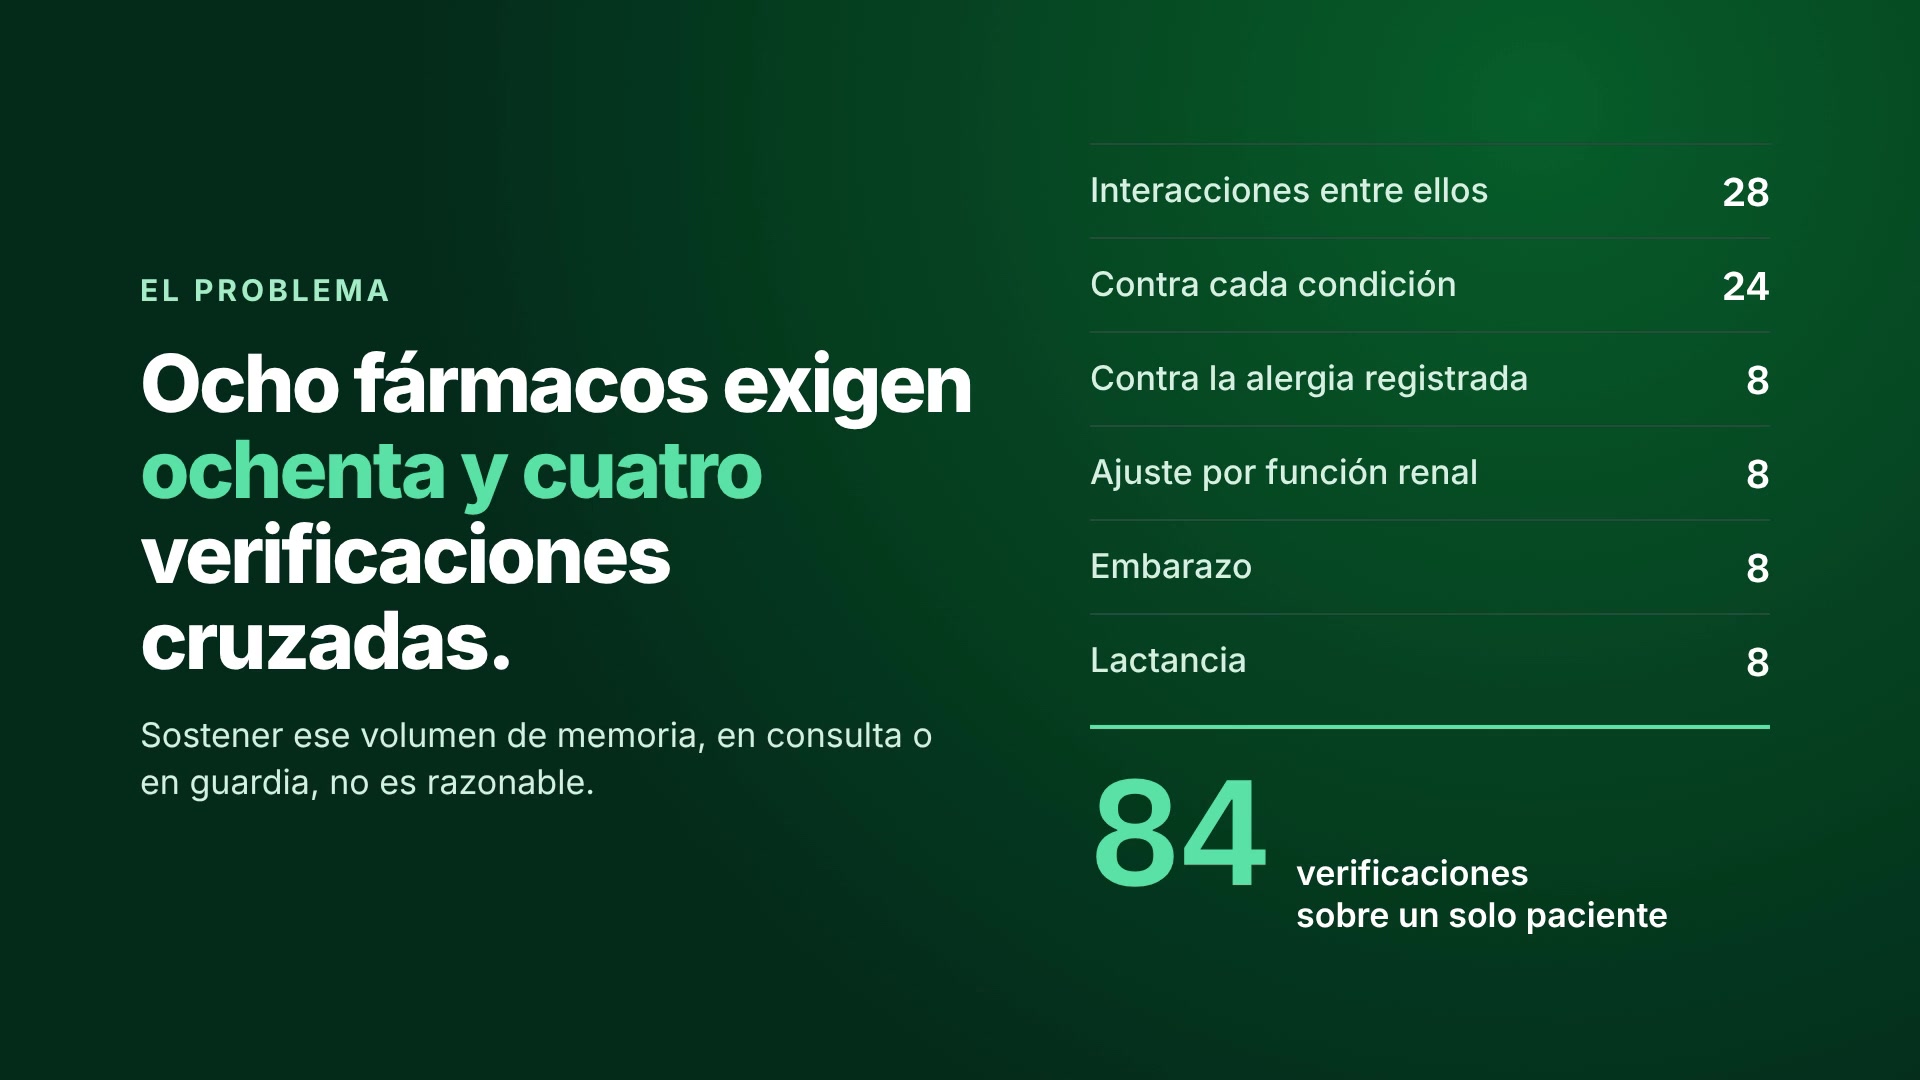 EL PROBLEMA
Ocho fármacos exigen
ochenta y cuatro
verificaciones
cruzadas.
Sostener ese volumen de memoria, en consulta o
en guardia, no es razonable.
Interacciones entre ellos 28
Contra cada condición 24
Contra la alergia registrada 8
Ajuste por función renal 8
Embarazo 8
Lactancia 8
84 verificaciones
sobre un solo paciente